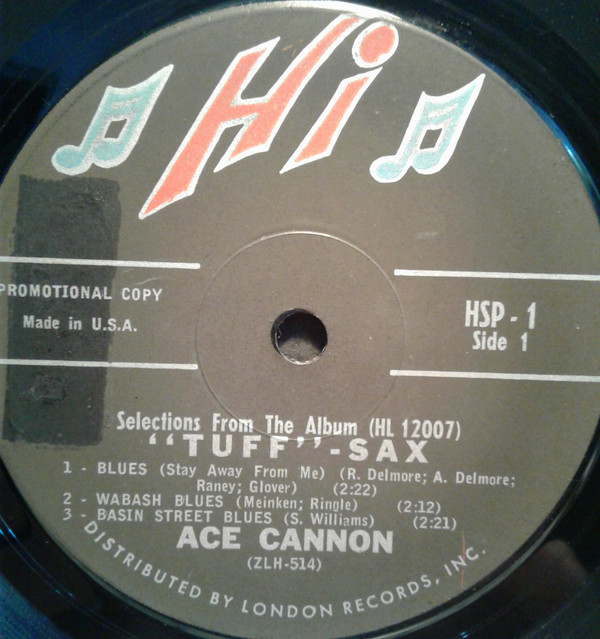 Hi
PROMOTIONAL COPY
Made in U.S.A.
HSP - 1
Side 1
Selections From The Album (HL 12007)
"TUFF"-SAX
1 - BLUES (Stay Away From Me) (R. Delmore; A. Delmore;
Raney; Glover) (2:22)
2 - WABASH BLUES (Meinken; Ringle) (2:12)
3 - BASIN STREET BLUES (S. Williams) (2:21)
ACE CANNON
(ZLH-514)
DISTRIBUTED BY LONDON RECORDS, INC.